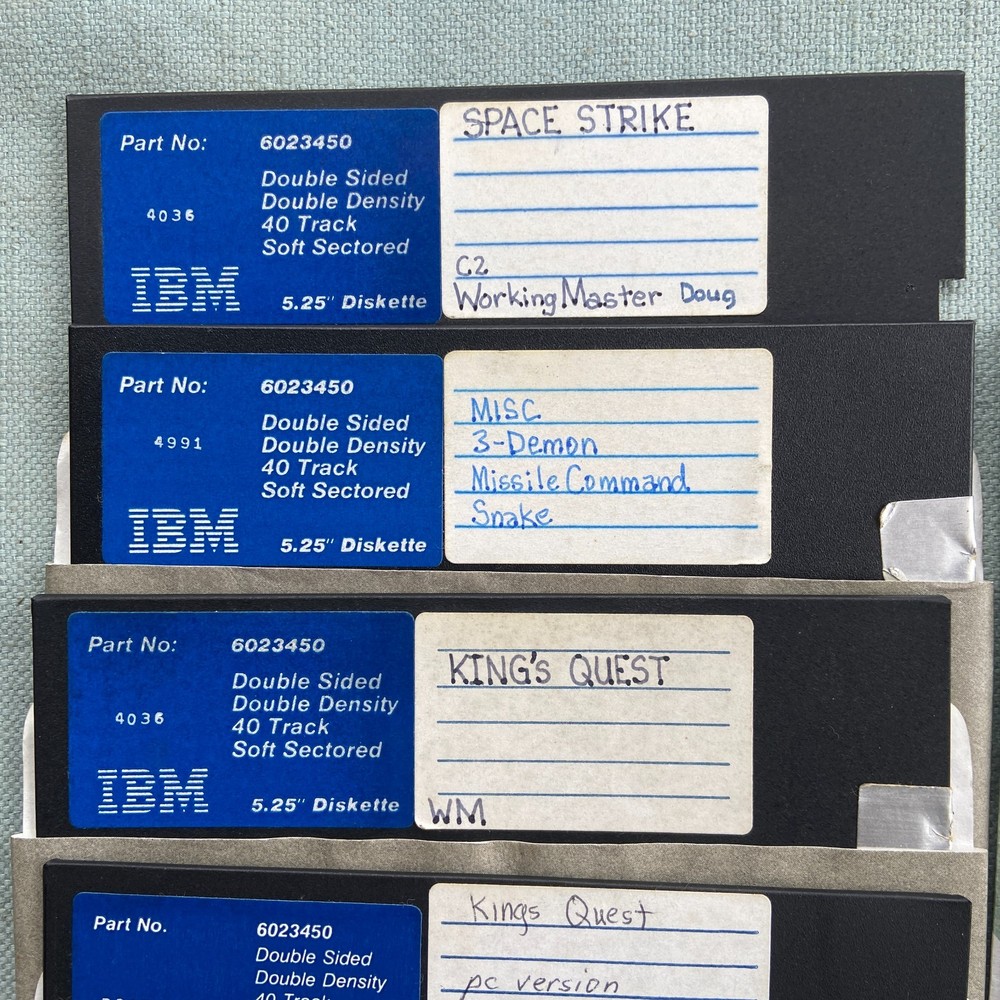 Part No: 6023450
Double Sided
Double Density
4036 40 Track
Soft Sectored
IBM 5.25" Diskette
SPACE STRIKE
C2
Working Master Doug
Part No: 6023450
Double Sided
Double Density
4991 40 Track
Soft Sectored
IBM 5.25" Diskette
MISC
3-Demon
Missile Command
Snake
Part No: 6023450
Double Sided
Double Density
4036 40 Track
Soft Sectored
IBM 5.25" Diskette
KING's QUEST
WM
Part No. 6023450
Double Sided
Double Density
40 Track
Kings Quest
pc version